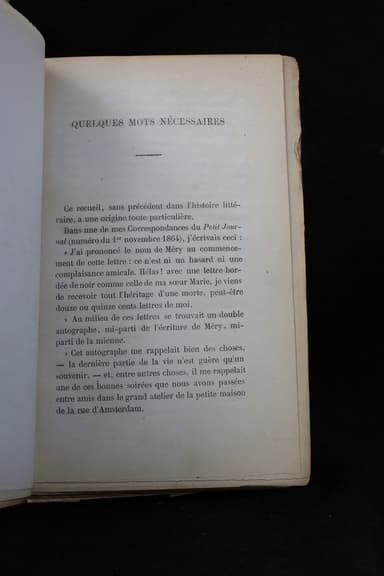 QUELQUES MOTS NÉCESSAIRES
Ce recueil, sans précédent dans l'histoire litté-
raire, a une origine toute particulière.
Dans une de mes Correspondances du Petit Jour-
nal (numéro du 1er novembre 1864), j'écrivais ceci :
« J'ai prononcé le nom de Méry au commence-
ment de cette lettre : ce n'est ni un hasard ni une
complaisance amicale. Hélas! avec une lettre bor-
dée de noir comme celle de ma sœur Marie, je viens
de recevoir tout l'héritage d'une morte, peut-être
douze ou quinze cents lettres de moi.
» Au milieu de ces lettres se trouvait un double
autographe, mi-parti de l'écriture de Méry, mi-
parti de la mienne.
» Cet autographe me rappelait bien des choses,
— la dernière partie de la vie n'est guère qu'un
souvenir, — et, entre autres choses, il me rappelait
une de ces bonnes soirées que nous avons passées
entre amis dans le grand atelier de la petite maison
de la rue d'Amsterdam.